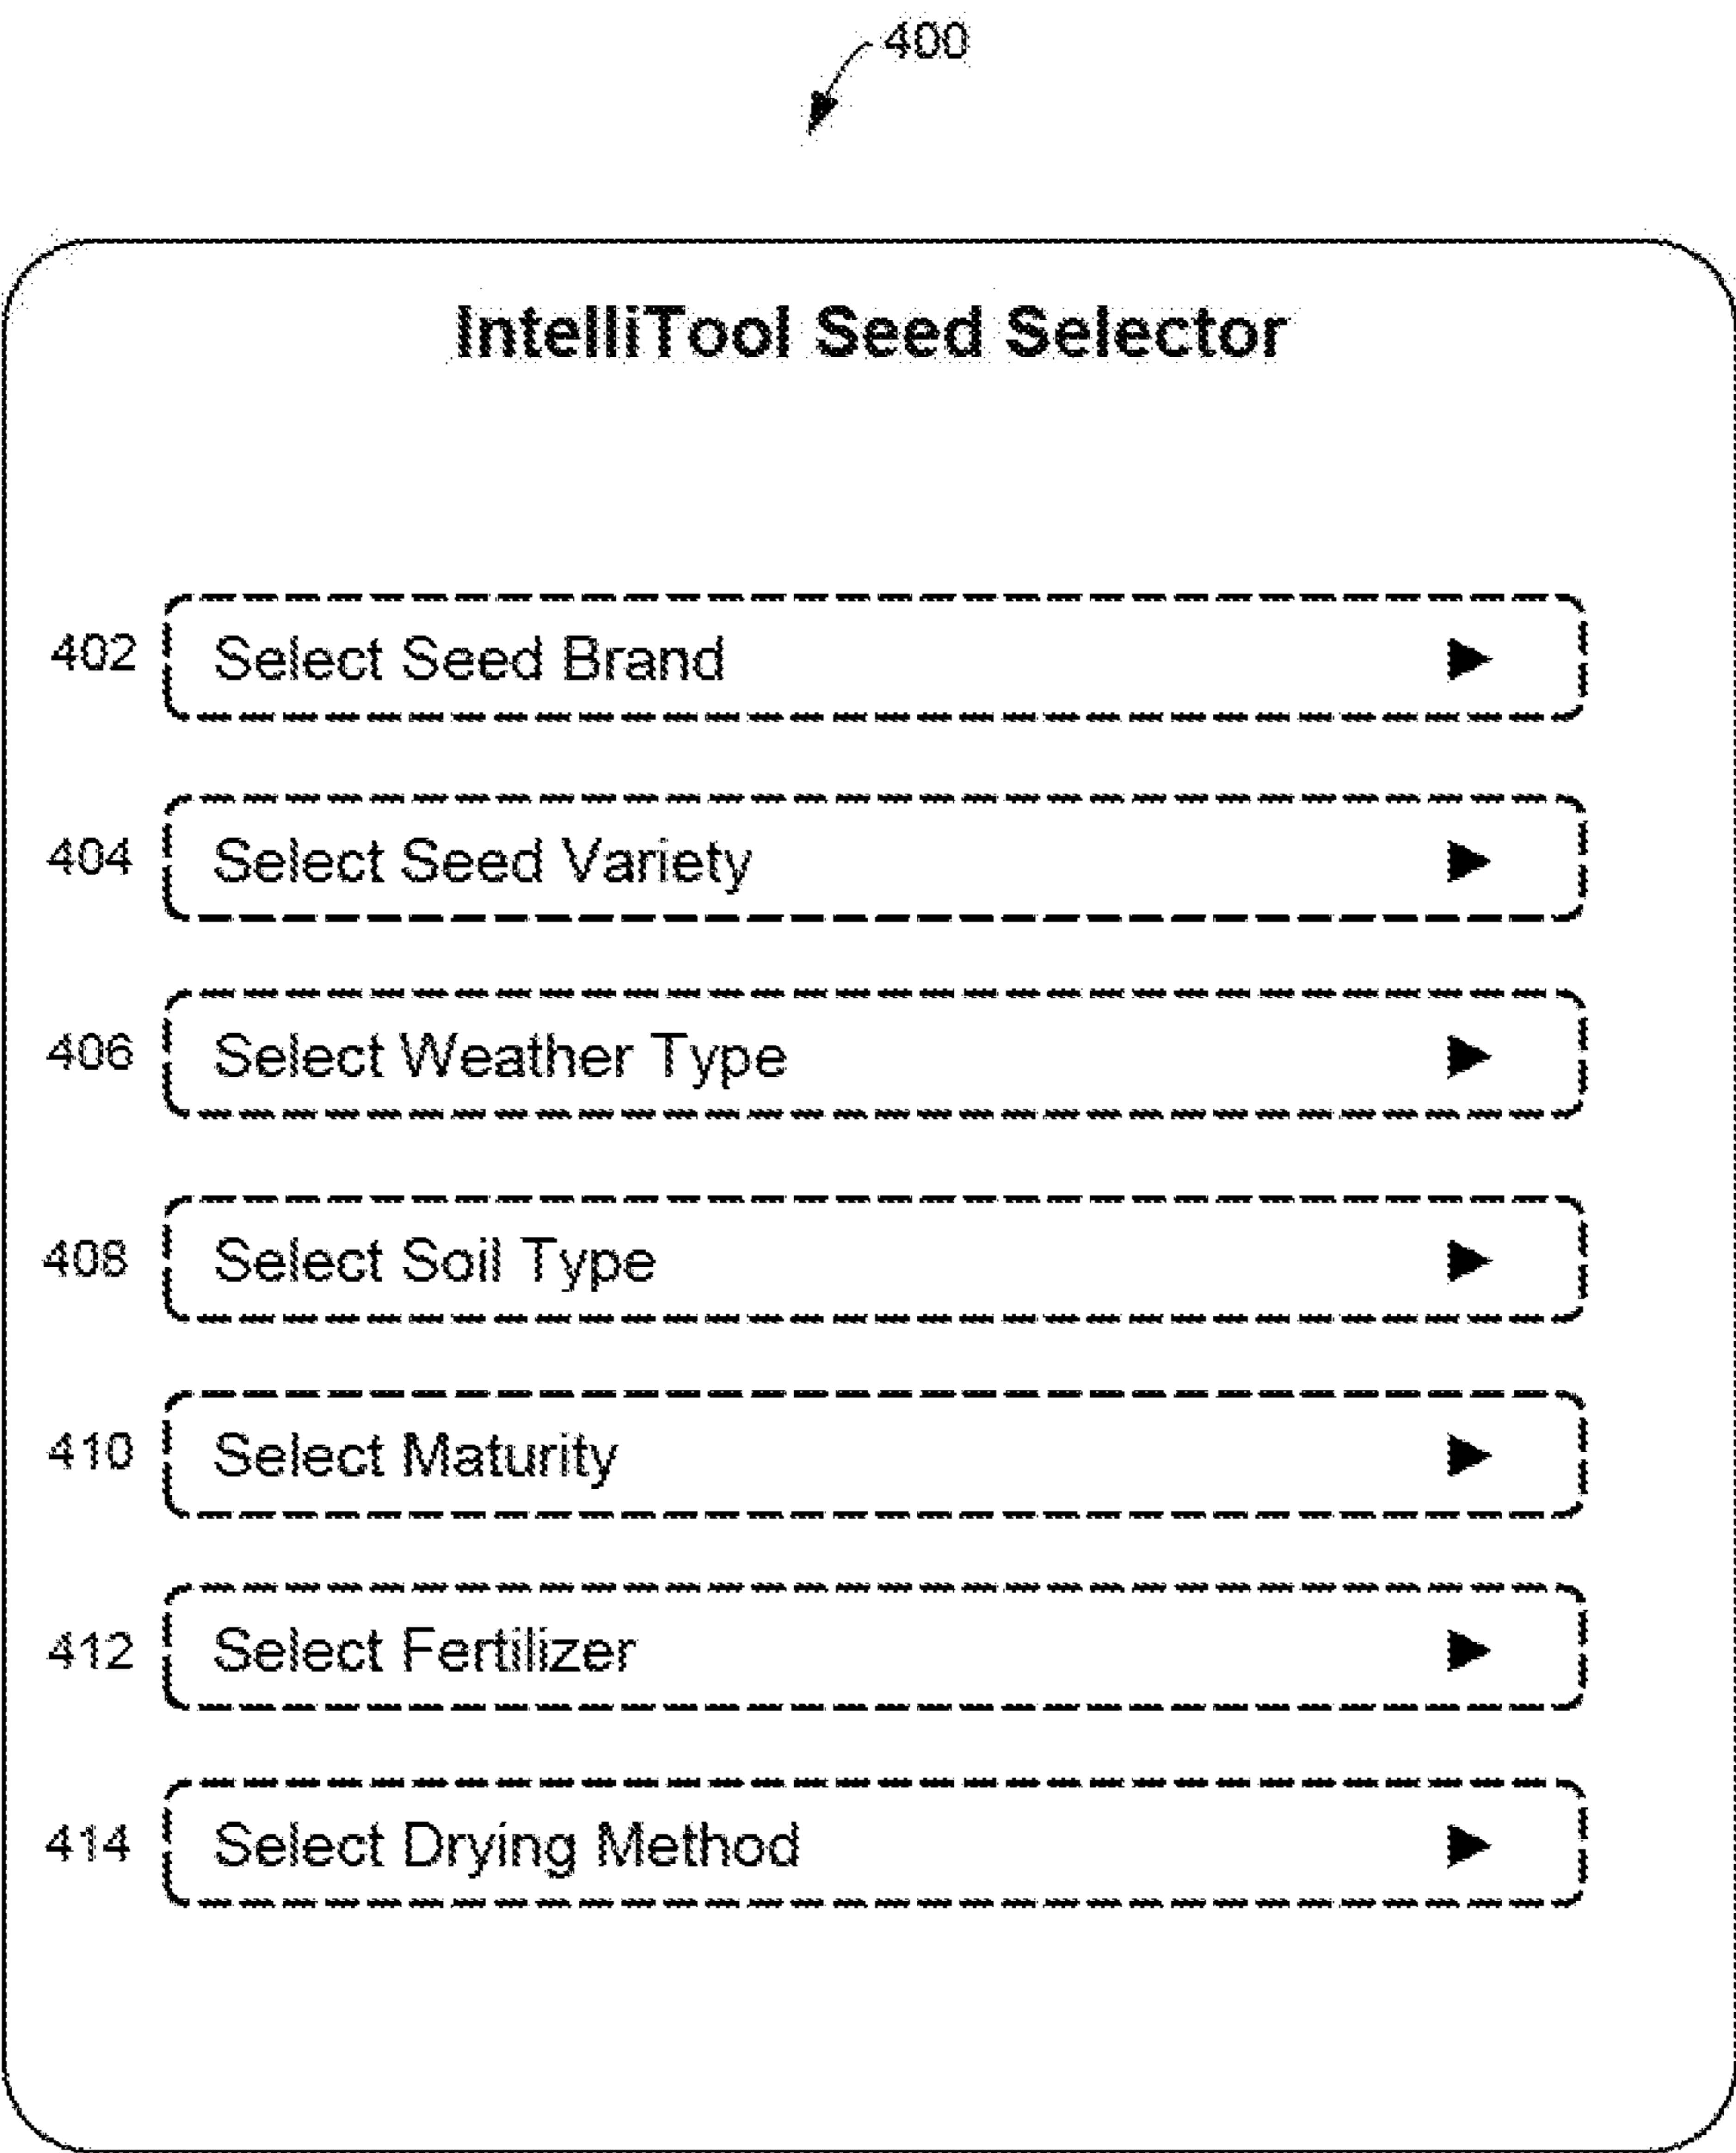 400
IntelliTool Seed Selector
402 Select Seed Brand
404 Select Seed Variety
406 Select Weather Type
408 Select Soil Type
410 Select Maturity
412 Select Fertilizer
414 Select Drying Method